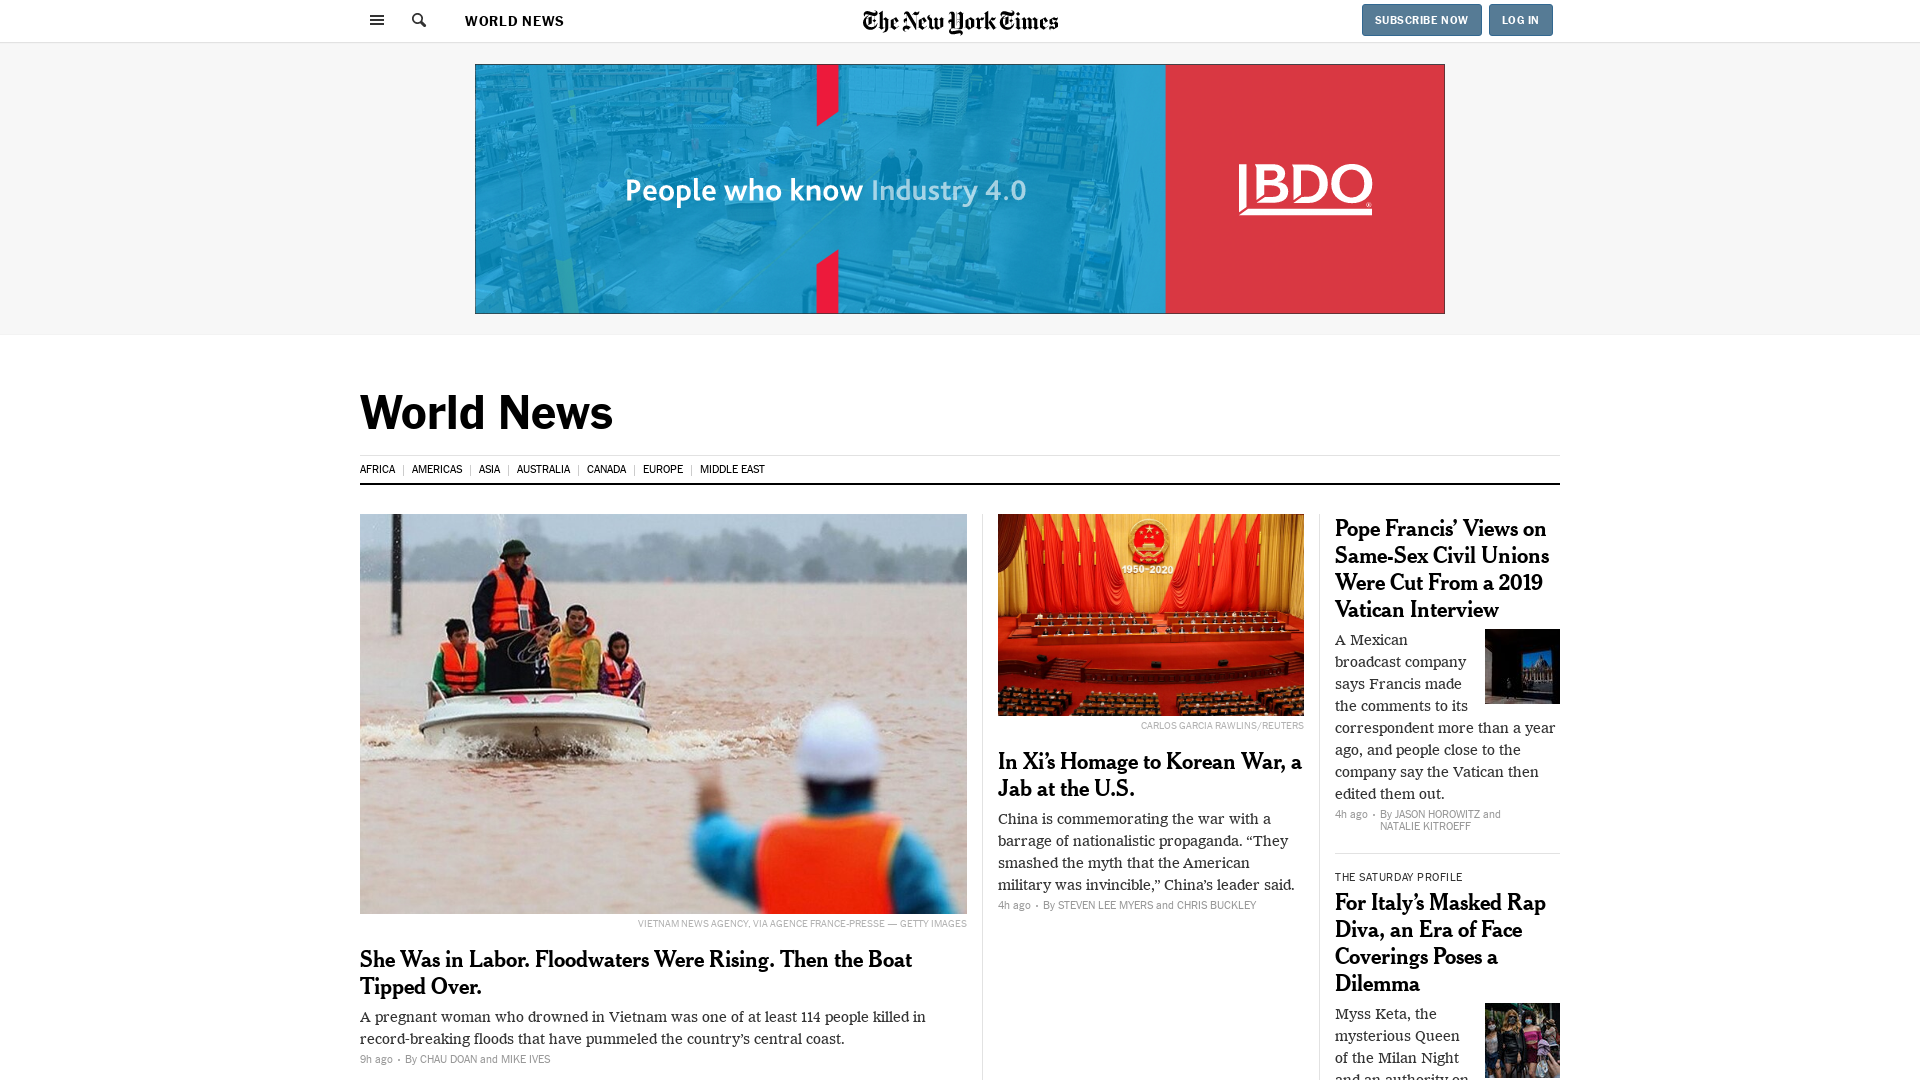 WORLD NEWS
The New York Times
SUBSCRIBE NOW
LOG IN
People who know Industry 4.0
BDO
World News
AFRICA
AMERICAS
ASIA
AUSTRALIA
CANADA
EUROPE
MIDDLE EAST
VIETNAM NEWS AGENCY, VIA AGENCE FRANCE-PRESSE — GETTY IMAGES
She Was in Labor. Floodwaters Were Rising. Then the Boat
Tipped Over.
A pregnant woman who drowned in Vietnam was one of at least 114 people killed in
record-breaking floods that have pummeled the country’s central coast.
9h ago · By CHAU DOAN and MIKE IVES
1950-2020
CARLOS GARCIA RAWLINS/REUTERS
In Xi’s Homage to Korean War, a
Jab at the U.S.
China is commemorating the war with a
barrage of nationalistic propaganda. “They
smashed the myth that the American
military was invincible,” China’s leader said.
4h ago · By STEVEN LEE MYERS and CHRIS BUCKLEY
Pope Francis’ Views on
Same-Sex Civil Unions
Were Cut From a 2019
Vatican Interview
A Mexican
broadcast company
says Francis made
the comments to its
correspondent more than a year
ago, and people close to the
company say the Vatican then
edited them out.
4h ago · By JASON HOROWITZ and
NATALIE KITROEFF
THE SATURDAY PROFILE
For Italy’s Masked Rap
Diva, an Era of Face
Coverings Poses a
Dilemma
Myss Keta, the
mysterious Queen
of the Milan Night
and an authority on